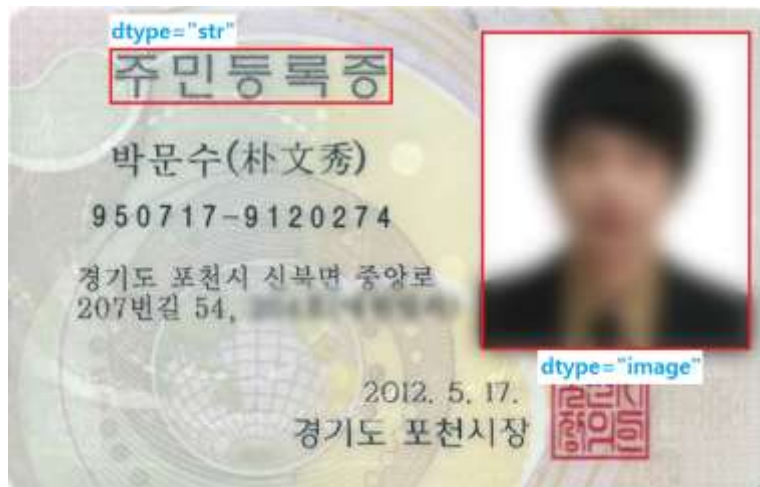 dtype="str"
주민등록증
박문수(朴文秀)
950717-9120274
경기도 포천시 신북면 중앙로
207번길 54,
dtype="image"
2012. 5. 17.
경기도 포천시장